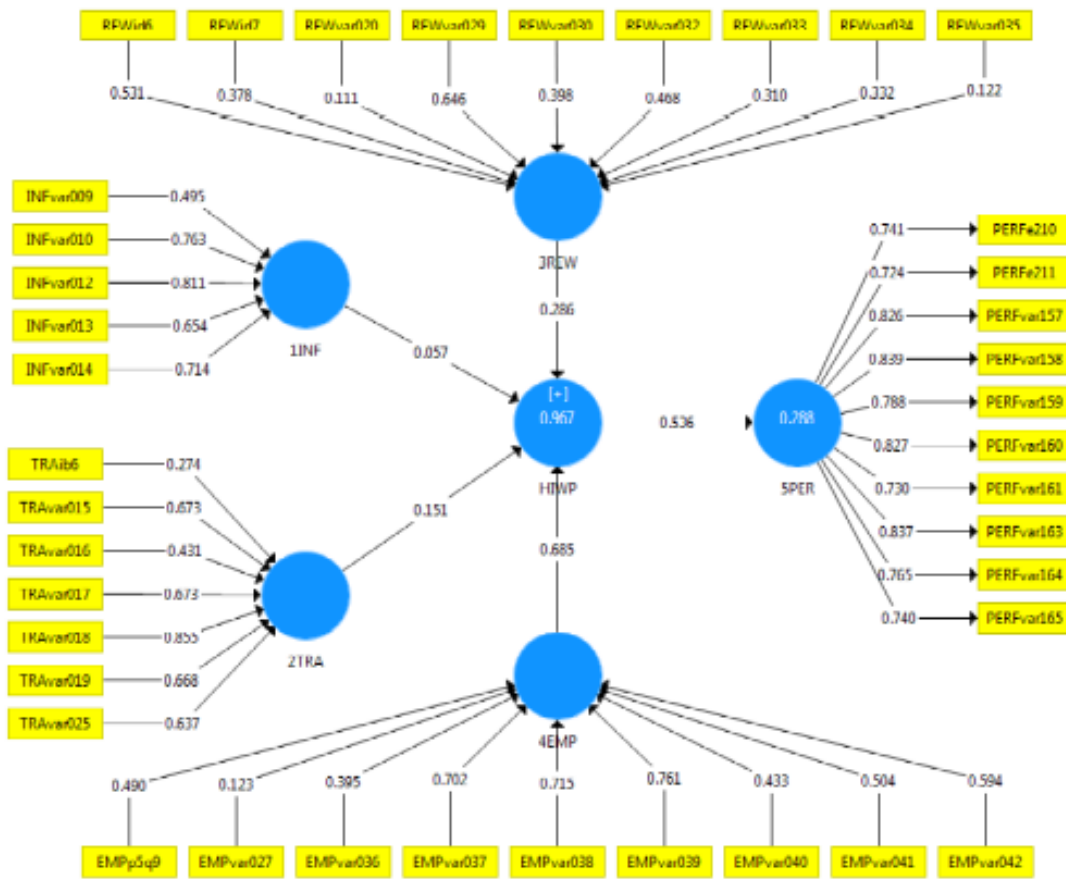 REWid6 REWid7 REWvar020 REWvar029 REWvar030 REWvar032 REWvar033 REWvar034 REWvar035
0.531 0.378 0.111 0.646 0.398 0.468 0.310 0.332 0.122
3REW
0.286
INFvar009 0.495
INFvar010 0.763
INFvar012 0.811
INFvar013 0.654
INFvar014 0.714
1INF
0.057
[+]
0.967
HIWP
0.536
0.288
5PER
0.741 PERFe210
0.724 PERFe211
0.826 PERFvar157
0.839 PERFvar158
0.788 PERFvar159
0.827 PERFvar160
0.730 PERFvar161
0.837 PERFvar163
0.765 PERFvar164
0.740 PERFvar165
TRAib6 0.274
TRAvar015 0.673
TRAvar016 0.431
TRAvar017 0.673
TRAvar018 0.855
TRAvar019 0.668
TRAvar025 0.637
2TRA
0.151
0.685
4EMP
0.490 0.123 0.395 0.702 0.715 0.761 0.433 0.504 0.594
EMPp5q9 EMPvar027 EMPvar036 EMPvar037 EMPvar038 EMPvar039 EMPvar040 EMPvar041 EMPvar042